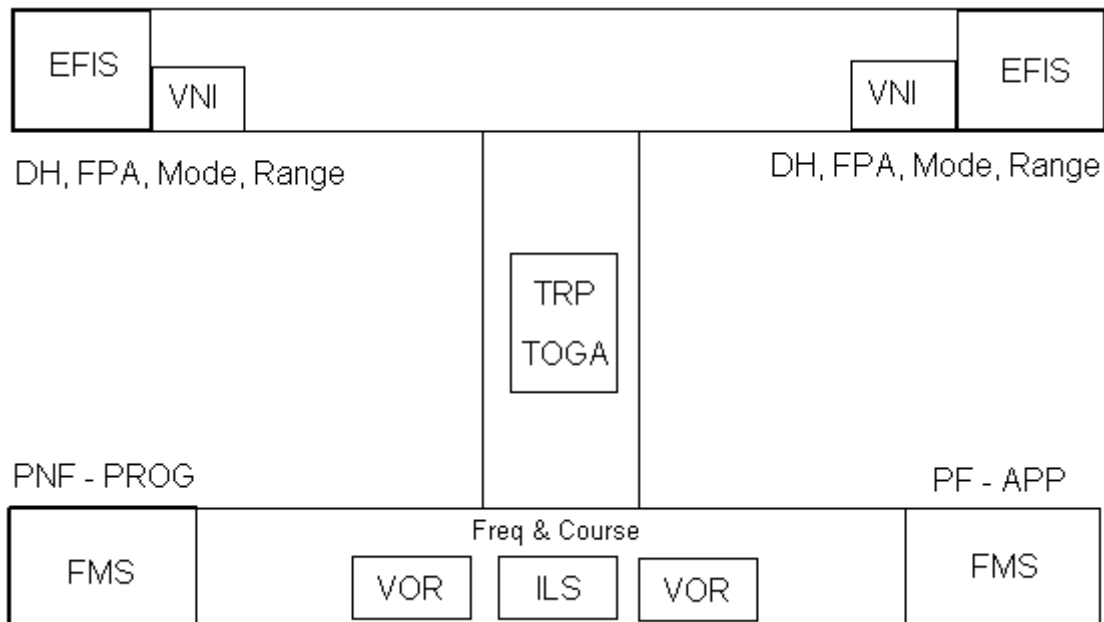 EFIS
VNI
VNI
EFIS
DH, FPA, Mode, Range
DH, FPA, Mode, Range
TRP
TOGA
PNF - PROG
PF - APP
Freq & Course
FMS
VOR
ILS
VOR
FMS